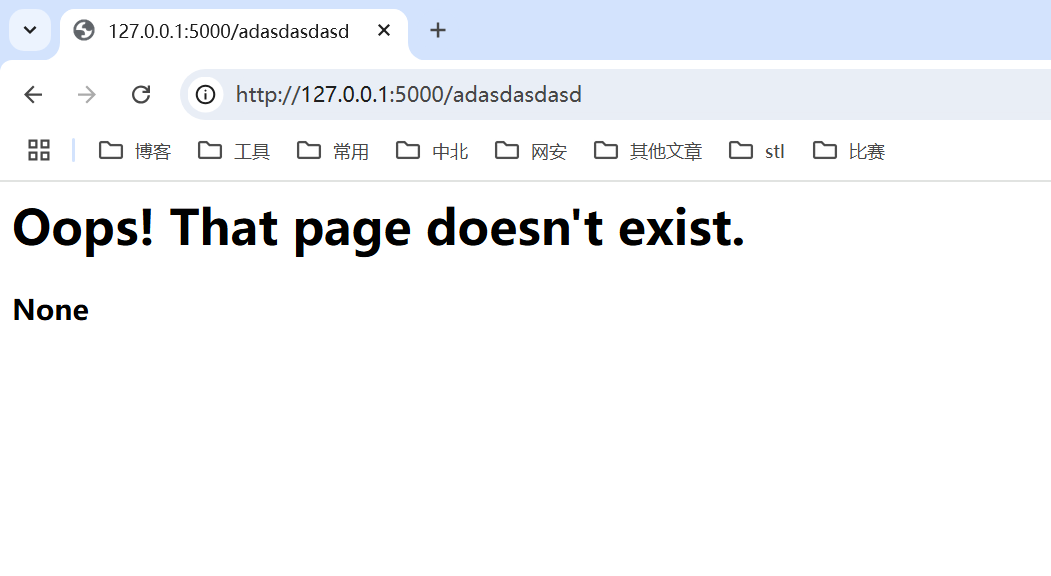 127.0.0.1:5000/adasdasdasd
http://127.0.0.1:5000/adasdasdasd
博客 工具 常用 中北 网安 其他文章 stl 比赛
Oops! That page doesn't exist.
None